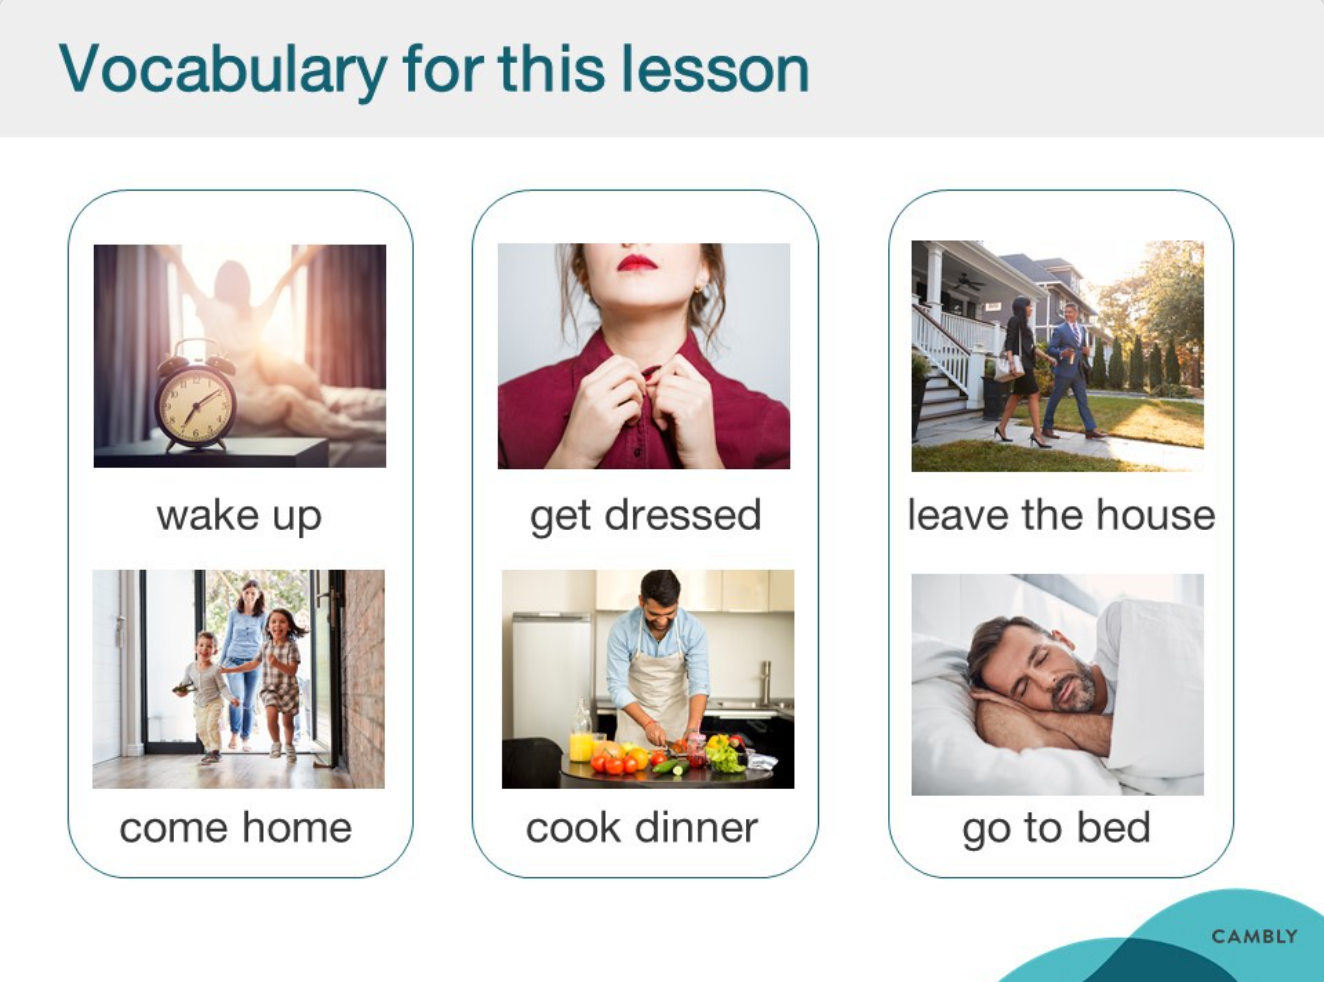 Vocabulary for this lesson
wake up
get dressed
leave the house
come home
cook dinner
go to bed
CAMBLY